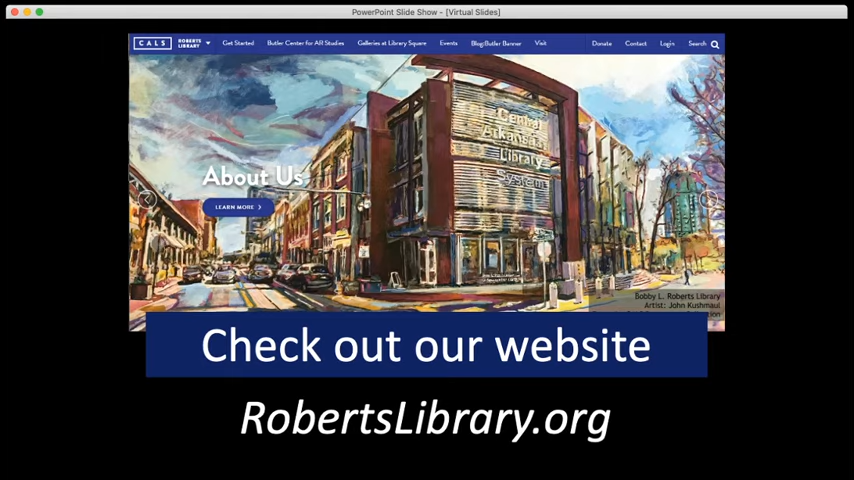 PowerPoint Slide Show - [Virtual Slides]
CALS ROBERTS LIBRARY Get Started Butler Center for AR Studies Galleries at Library Square Events Blog:Butler Banner Visit Donate Contact Login Search
Central
Arkansas
Library
System
About Us
LEARN MORE
Bobby L. Roberts Library
Artist: John Kushmaul
Check out our website
RobertsLibrary.org